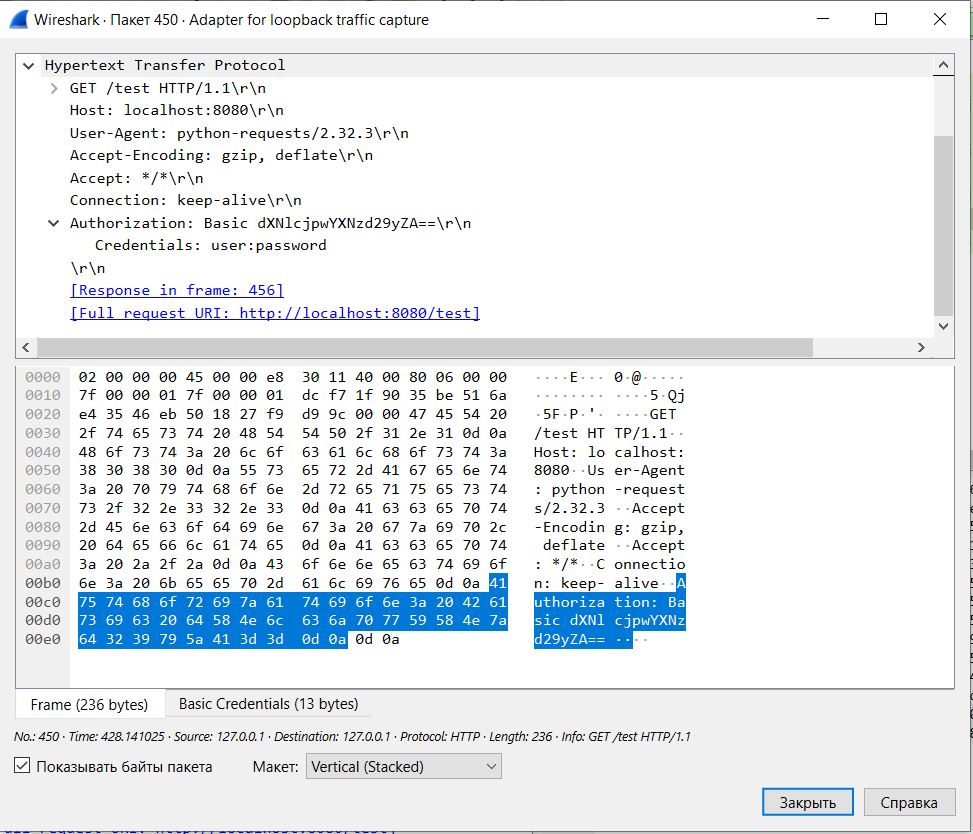 Wireshark · Пакет 450 · Adapter for loopback traffic capture
Hypertext Transfer Protocol
GET /test HTTP/1.1\r\n
Host: localhost:8080\r\n
User-Agent: python-requests/2.32.3\r\n
Accept-Encoding: gzip, deflate\r\n
Accept: */*\r\n
Connection: keep-alive\r\n
Authorization: Basic dXNlcjpwYXNzd29yZA==\r\n
Credentials: user:password
\r\n
[Response in frame: 456]
[Full request URI: http://localhost:8080/test]
0000 02 00 00 00 45 00 00 e8 30 11 40 00 80 06 00 00 ····E···0·@·····
0010 7f 00 00 01 7f 00 00 01 dc f7 1f 90 35 be 51 6a ············5·Qj
0020 e4 35 46 eb 50 18 27 f9 d9 9c 00 00 47 45 54 20 ·5F·P·'·····GET
0030 2f 74 65 73 74 20 48 54 54 50 2f 31 2e 31 0d 0a /test HTTP/1.1··
0040 48 6f 73 74 3a 20 6c 6f 63 61 6c 68 6f 73 74 3a Host: localhost:
0050 38 30 38 30 0d 0a 55 73 65 72 2d 41 67 65 6e 74 8080··User-Agent
0060 3a 20 70 79 74 68 6f 6e 2d 72 65 71 75 65 73 74 : python-request
0070 73 2f 32 2e 33 32 2e 33 0d 0a 41 63 63 65 70 74 s/2.32.3··Accept
0080 2d 45 6e 63 6f 64 69 6e 67 3a 20 67 7a 69 70 2c -Encoding: gzip,
0090 20 64 65 66 6c 61 74 65 0d 0a 41 63 63 65 70 74 deflate··Accept
00a0 3a 20 2a 2f 2a 0d 0a 43 6f 6e 6e 65 63 74 69 6f : */*··Connectio
00b0 6e 3a 20 6b 65 65 70 2d 61 6c 69 76 65 0d 0a 41 n: keep-alive··A
00c0 75 74 68 6f 72 69 7a 61 74 69 6f 6e 3a 20 42 61 uthorization: Ba
00d0 73 69 63 20 64 58 4e 6c 63 6a 70 77 59 58 4e 7a sic dXNlcjpwYXNz
00e0 64 32 39 79 5a 41 3d 3d 0d 0a 0d 0a d29yZA==····
Frame (236 bytes) Basic Credentials (13 bytes)
No.: 450 · Time: 428.141025 · Source: 127.0.0.1 · Destination: 127.0.0.1 · Protocol: HTTP · Length: 236 · Info: GET /test HTTP/1.1
Показывать байты пакета Макет: Vertical (Stacked)
Закрыть Справка